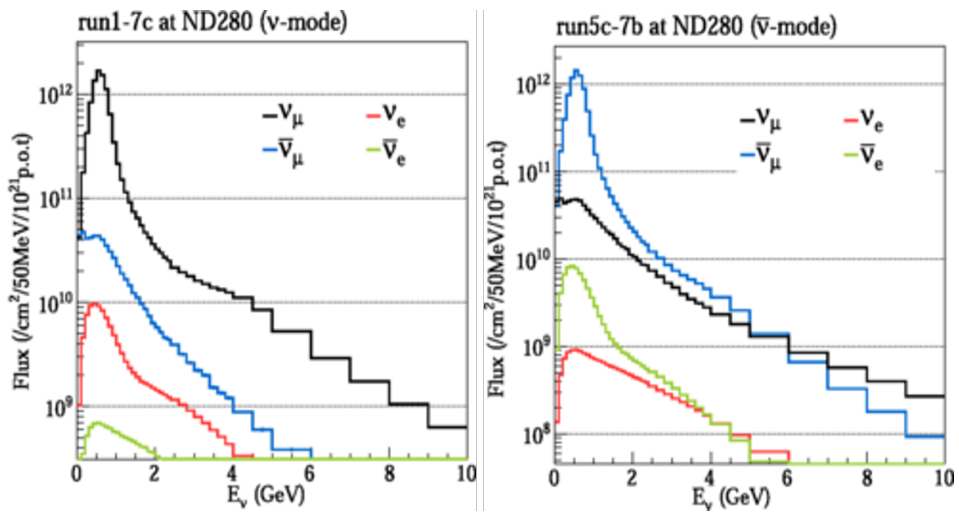 run1-7c at ND280 (ν-mode)
Flux (/cm²/50MeV/10²¹p.o.t)
10¹²
10¹¹
10¹⁰
10⁹
ν_μ ν_e
ν̅_μ ν̅_e
0 2 4 6 8 10
E_ν (GeV)
run5c-7b at ND280 (ν̅-mode)
Flux (/cm²/50MeV/10²¹p.o.t)
10¹²
10¹¹
10¹⁰
10⁹
10⁸
ν_μ ν_e
ν̅_μ ν̅_e
0 2 4 6 8 10
E_ν (GeV)